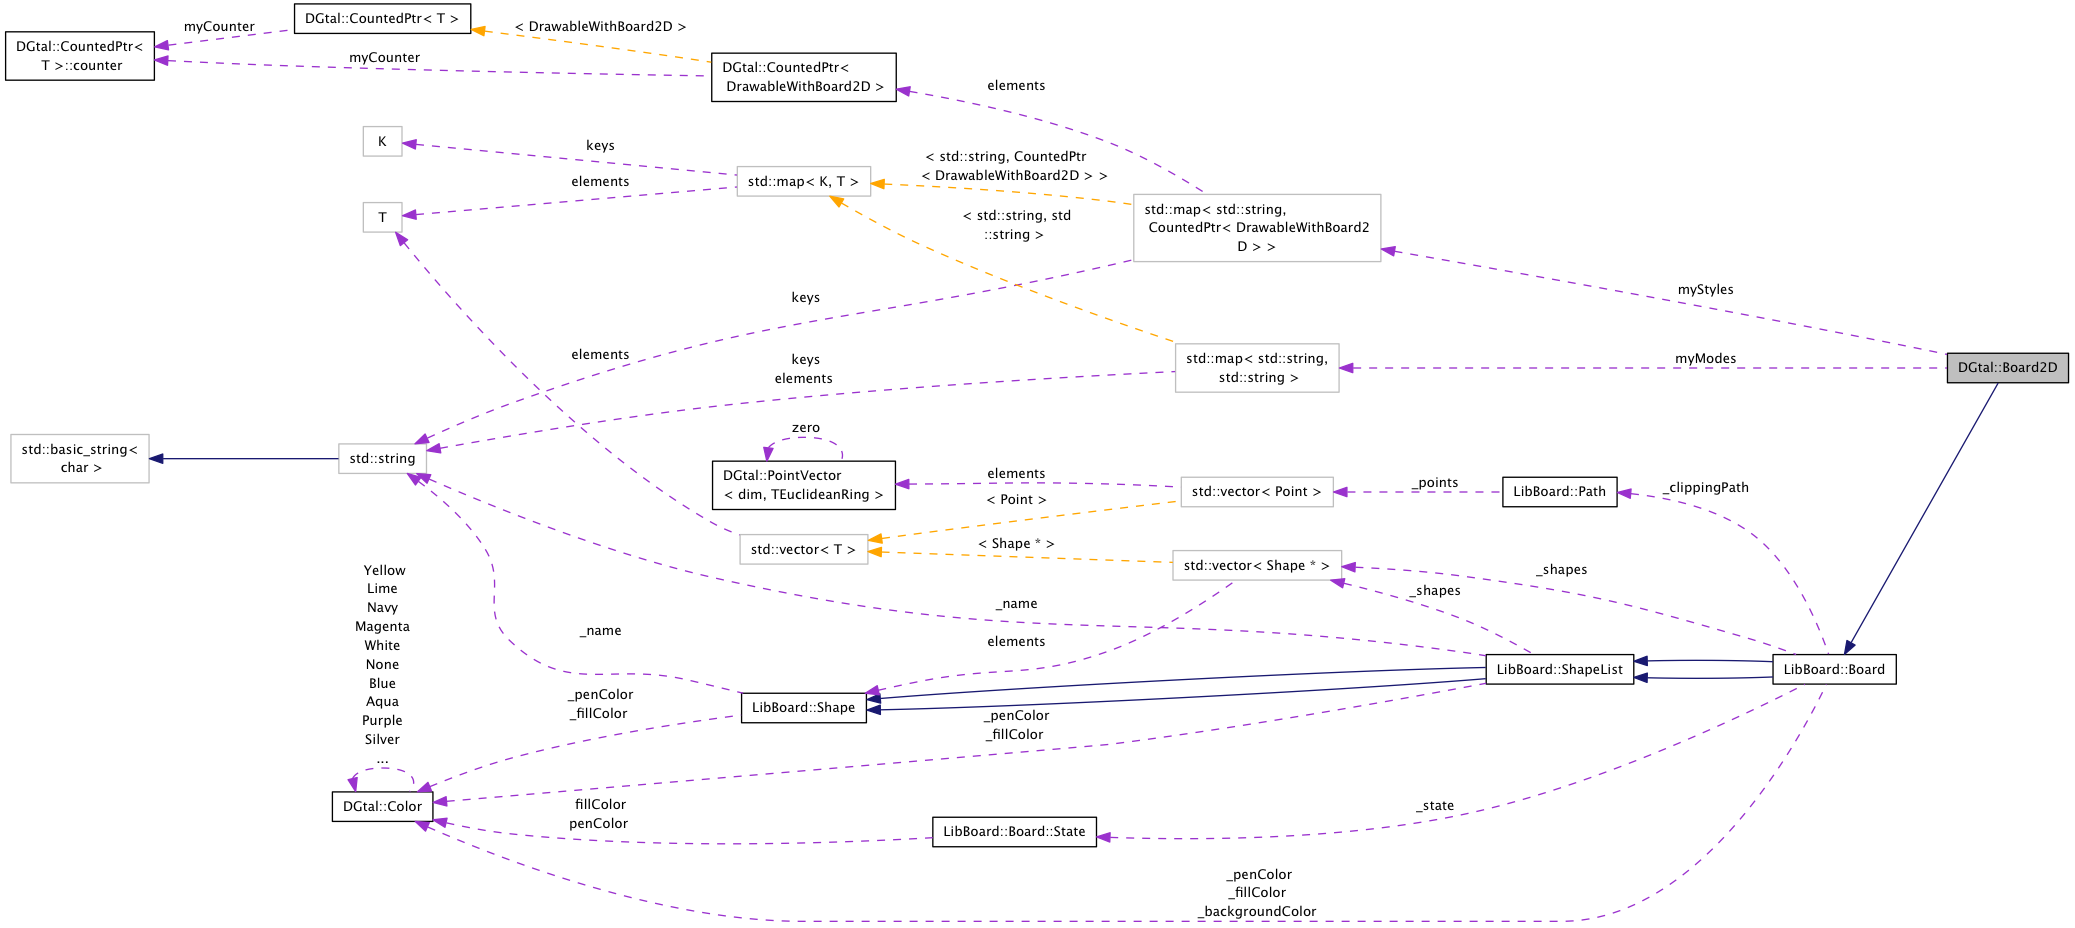 DGtal::CountedPtr< T >
myCounter
< DrawableWithBoard2D >
DGtal::CountedPtr<
T >::counter
myCounter
DGtal::CountedPtr<
DrawableWithBoard2D >
elements
K
keys
< std::string, CountedPtr
< DrawableWithBoard2D > >
std::map< K, T >
elements
T
< std::string, std
::string >
std::map< std::string,
CountedPtr< DrawableWithBoard2
D > >
keys
myStyles
elements
keys
elements
std::map< std::string,
std::string >
myModes
DGtal::Board2D
std::basic_string<
char >
std::string
zero
DGtal::PointVector
< dim, TEuclideanRing >
elements
< Point >
std::vector< Point >
_points
LibBoard::Path
_clippingPath
std::vector< T >
< Shape * >
std::vector< Shape * >
_shapes
_shapes
Yellow
Lime
Navy
Magenta
White
None
Blue
Aqua
Purple
Silver
...
_name
_name
elements
LibBoard::ShapeList
LibBoard::Board
_penColor
_fillColor
LibBoard::Shape
_penColor
_fillColor
DGtal::Color
fillColor
penColor
LibBoard::Board::State
_state
_penColor
_fillColor
_backgroundColor